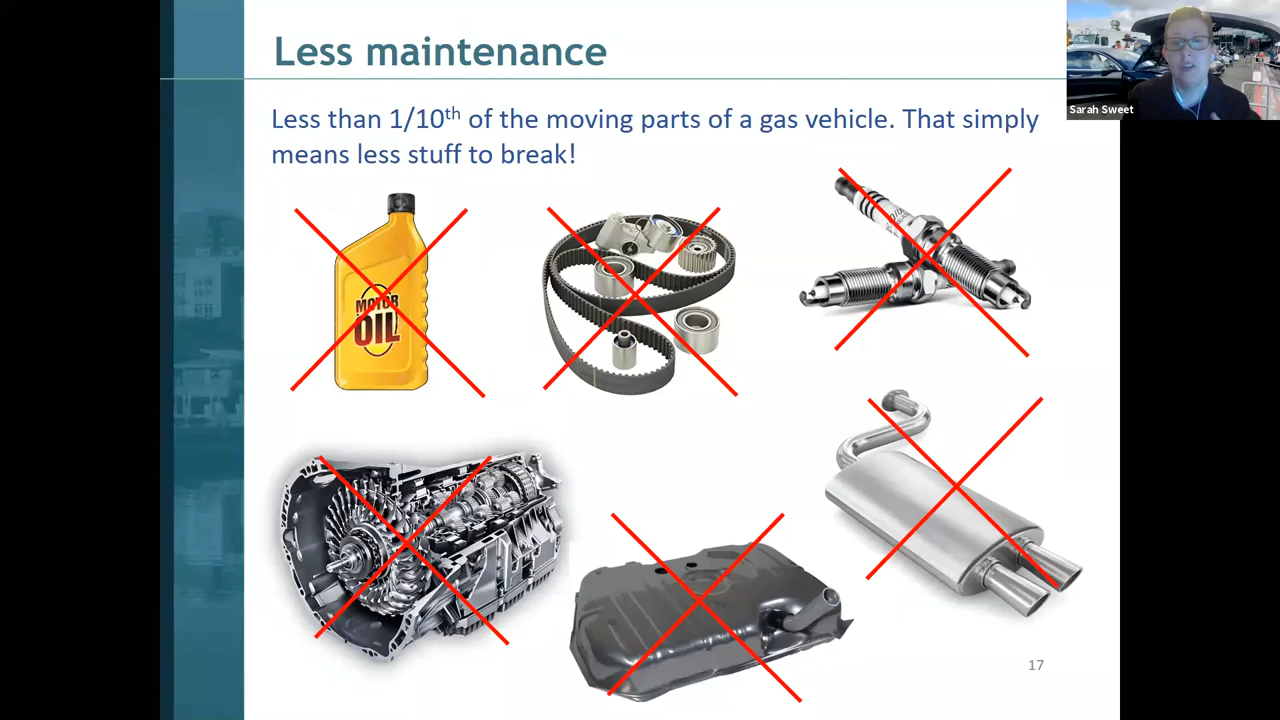 Less maintenance
Sarah Sweet
Less than 1/10th of the moving parts of a gas vehicle. That simply
means less stuff to break!
MOTOR
OIL
17